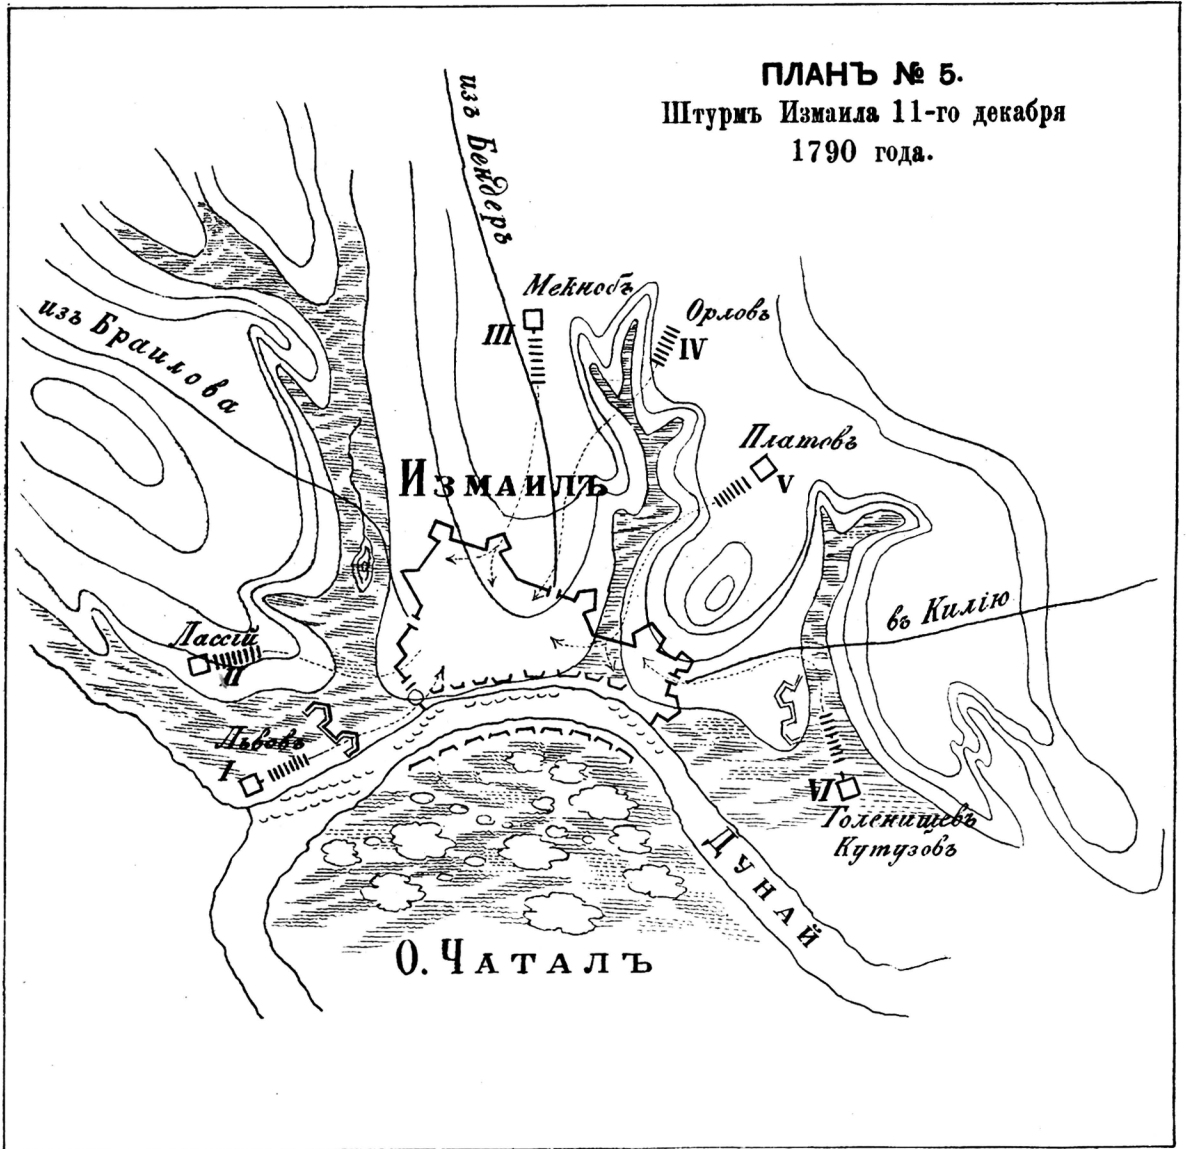 ПЛАНЪ № 5.
Штурмъ Измаила 11-го декабря
1790 года.
изъ Бендеръ
Мекнобъ
III
Орловъ
IV
изъ Браилова
Платовъ
V
Измаилъ
въ Килію
Лассій
II
Львовъ
I
VI
Голенищевъ
Кутузовъ
Дунай
О. Чаталъ